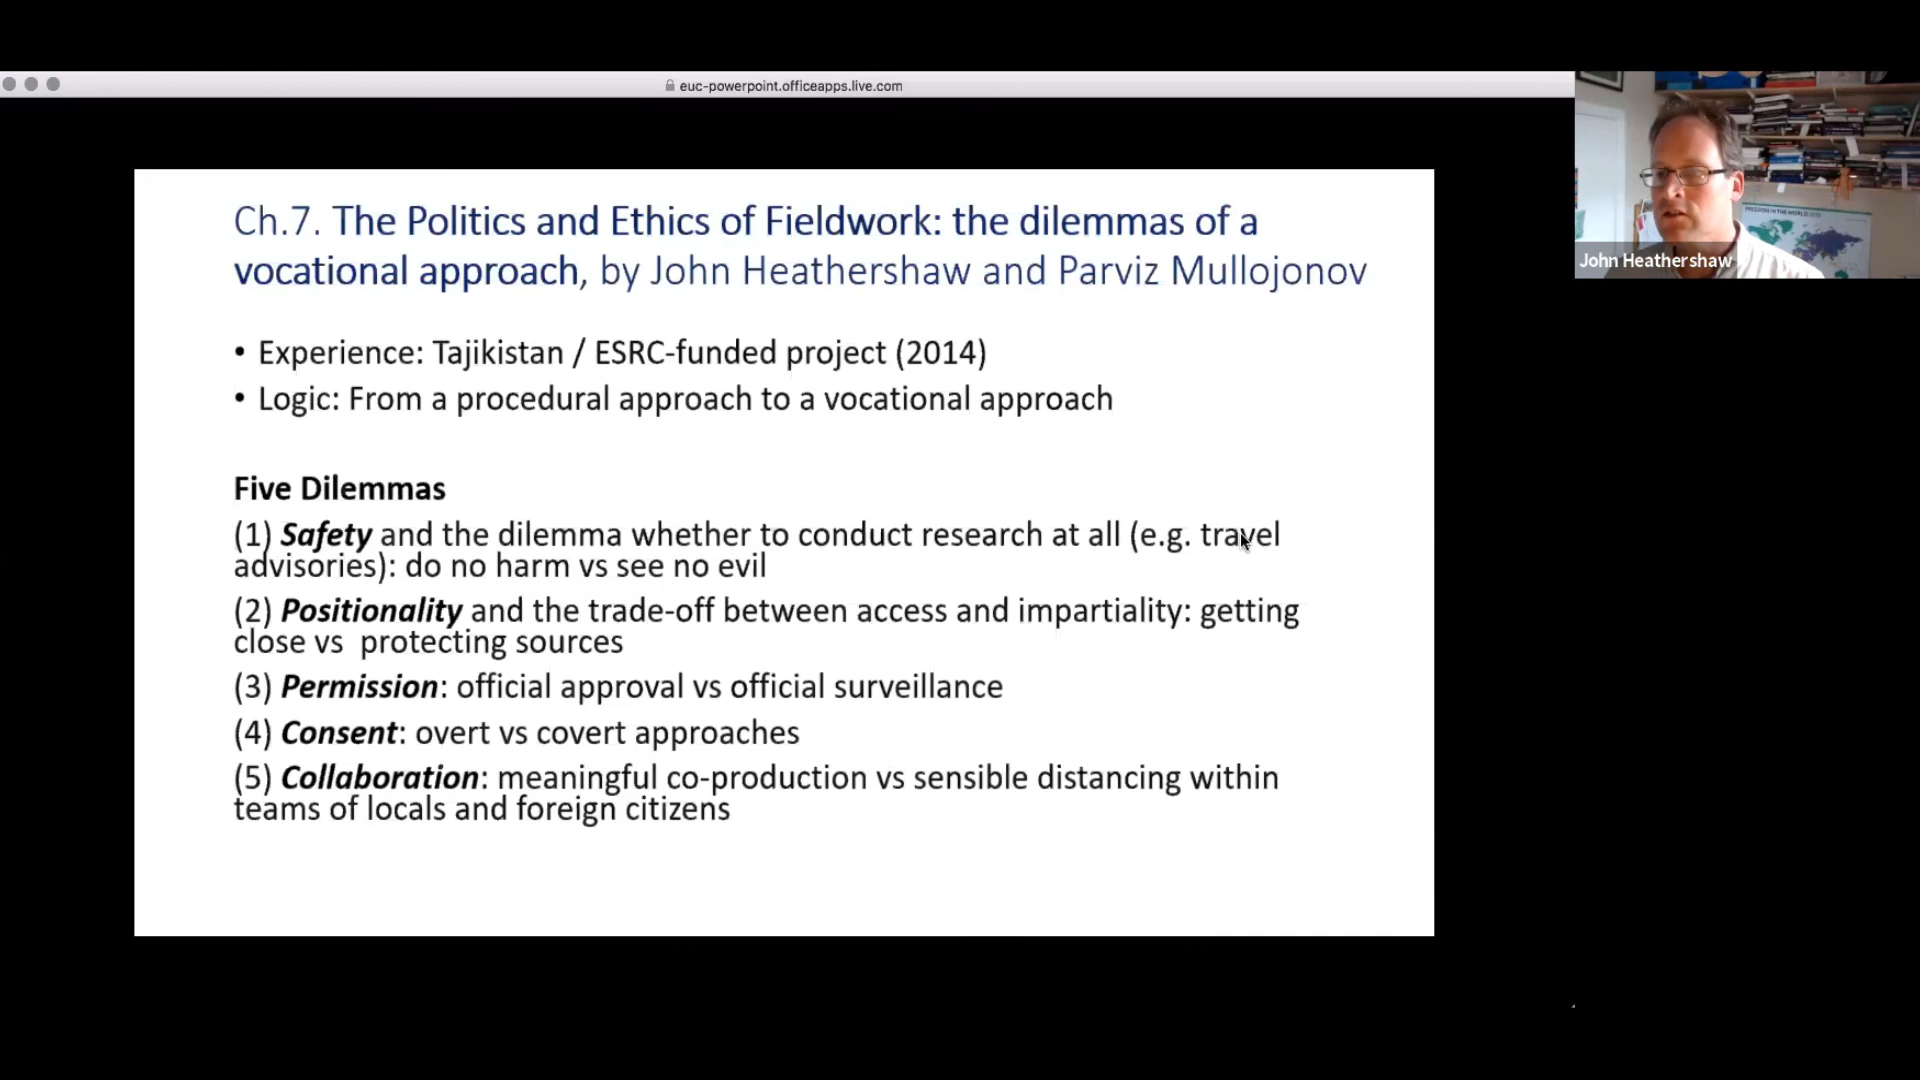 euc-powerpoint.officeapps.live.com
Ch.7. The Politics and Ethics of Fieldwork: the dilemmas of a
vocational approach, by John Heathershaw and Parviz Mullojonov
• Experience: Tajikistan / ESRC-funded project (2014)
• Logic: From a procedural approach to a vocational approach
Five Dilemmas
(1) Safety and the dilemma whether to conduct research at all (e.g. travel
advisories): do no harm vs see no evil
(2) Positionality and the trade-off between access and impartiality: getting
close vs  protecting sources
(3) Permission: official approval vs official surveillance
(4) Consent: overt vs covert approaches
(5) Collaboration: meaningful co-production vs sensible distancing within
teams of locals and foreign citizens
FREEDOM IN THE WORLD
John Heathershaw